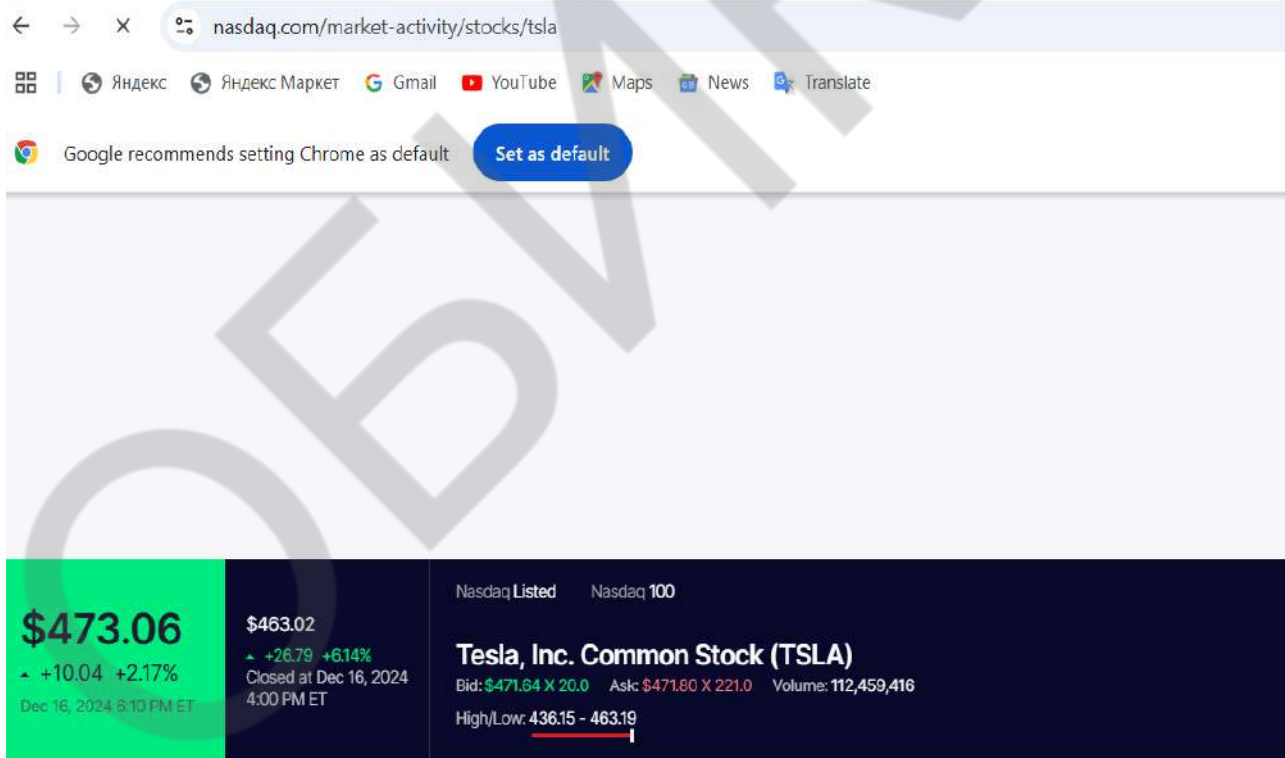 nasdaq.com/market-activity/stocks/tsla
Яндекс Яндекс Маркет Gmail YouTube Maps News Translate
Google recommends setting Chrome as default Set as default
ОБИ
Nasdaq Listed Nasdaq 100
$473.06
+10.04 +2.17%
Dec 16, 2024 6:10 PM ET
$463.02
+26.79 +6.14%
Closed at Dec 16, 2024
4:00 PM ET
Tesla, Inc. Common Stock (TSLA)
Bid: $471.64 X 20.0 Ask: $471.80 X 221.0 Volume: 112,459,416
High/Low: 436.15 - 463.19